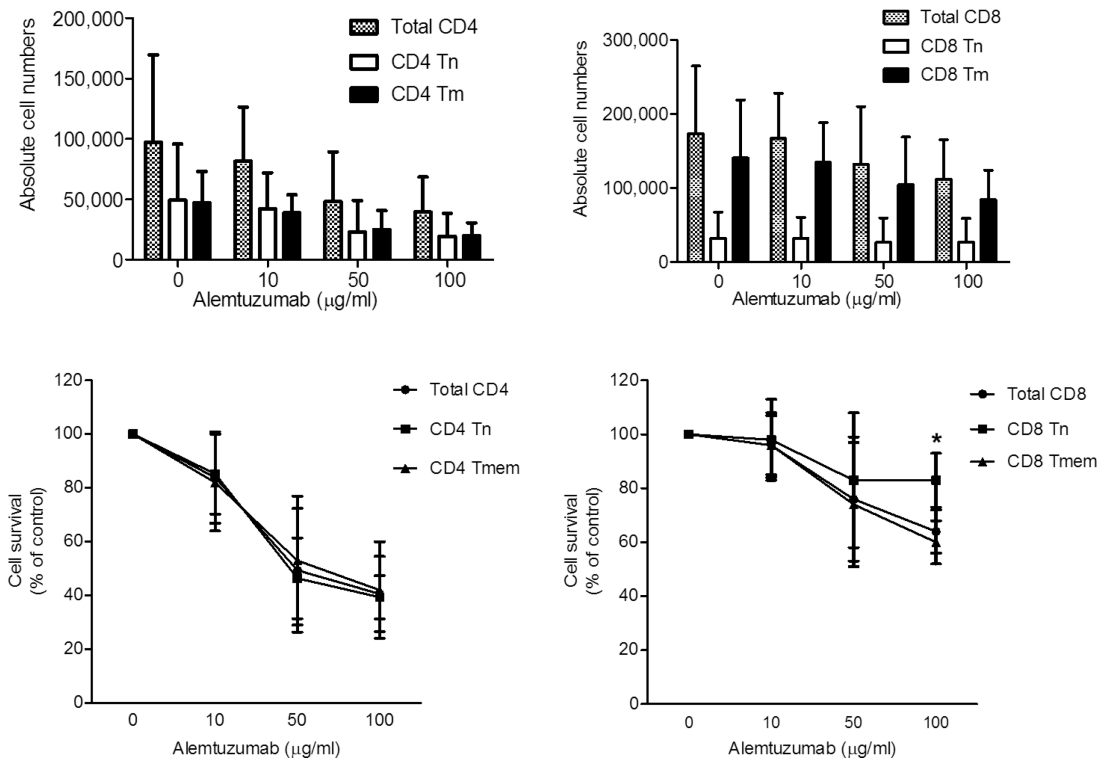 Absolute cell numbers
200,000
150,000
100,000
50,000
0
Total CD4
CD4 Tn
CD4 Tm
0 10 50 100
Alemtuzumab (μg/ml)
Absolute cell numbers
300,000
200,000
100,000
0
Total CD8
CD8 Tn
CD8 Tm
0 10 50 100
Alemtuzumab (μg/ml)
Cell survival
(% of control)
120
100
80
60
40
20
0
Total CD4
CD4 Tn
CD4 Tmem
0 10 50 100
Alemtuzumab (μg/ml)
Cell survival
(% of control)
120
100
80
60
40
20
0
Total CD8
CD8 Tn
CD8 Tmem
*
0 10 50 100
Alemtuzumab (μg/ml)